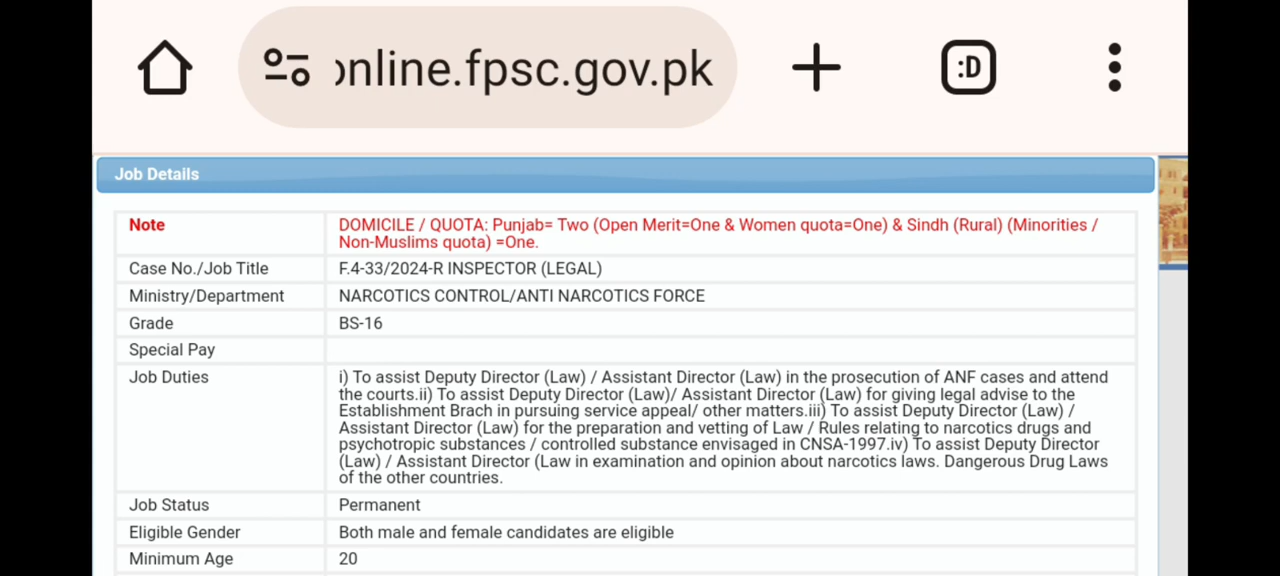 online.fpsc.gov.pk
:D
Job Details
Note
DOMICILE / QUOTA: Punjab= Two (Open Merit=One & Women quota=One) & Sindh (Rural) (Minorities /
Non-Muslims quota) =One.
Case No./Job Title
F.4-33/2024-R INSPECTOR (LEGAL)
Ministry/Department
NARCOTICS CONTROL/ANTI NARCOTICS FORCE
Grade
BS-16
Special Pay
Job Duties
i) To assist Deputy Director (Law) / Assistant Director (Law) in the prosecution of ANF cases and attend
the courts.ii) To assist Deputy Director (Law)/ Assistant Director (Law) for giving legal advise to the
Establishment Brach in pursuing service appeal/ other matters.iii) To assist Deputy Director (Law) /
Assistant Director (Law) for the preparation and vetting of Law / Rules relating to narcotics drugs and
psychotropic substances / controlled substance envisaged in CNSA-1997.iv) To assist Deputy Director
(Law) / Assistant Director (Law in examination and opinion about narcotics laws. Dangerous Drug Laws
of the other countries.
Job Status
Permanent
Eligible Gender
Both male and female candidates are eligible
Minimum Age
20